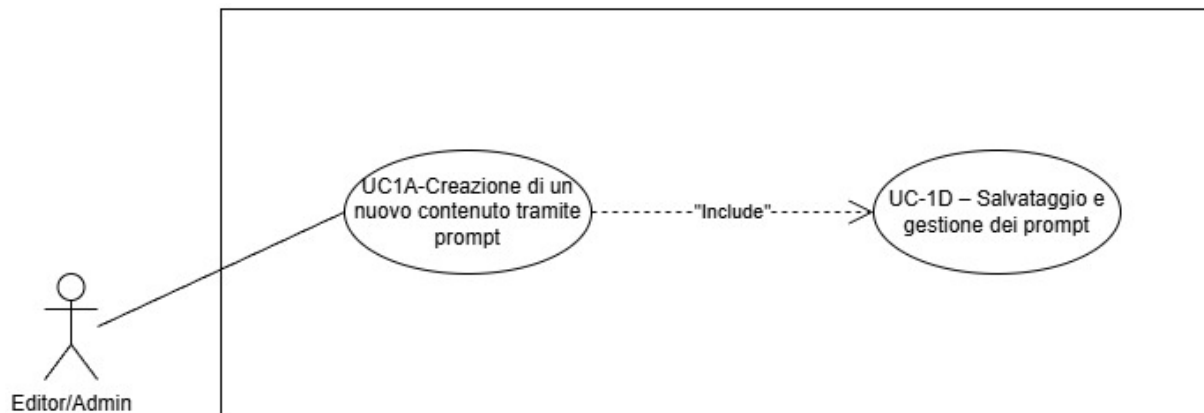 UC1A-Creazione di un
nuovo contenuto tramite
prompt
"Include"
UC-1D – Salvataggio e
gestione dei prompt
Editor/Admin